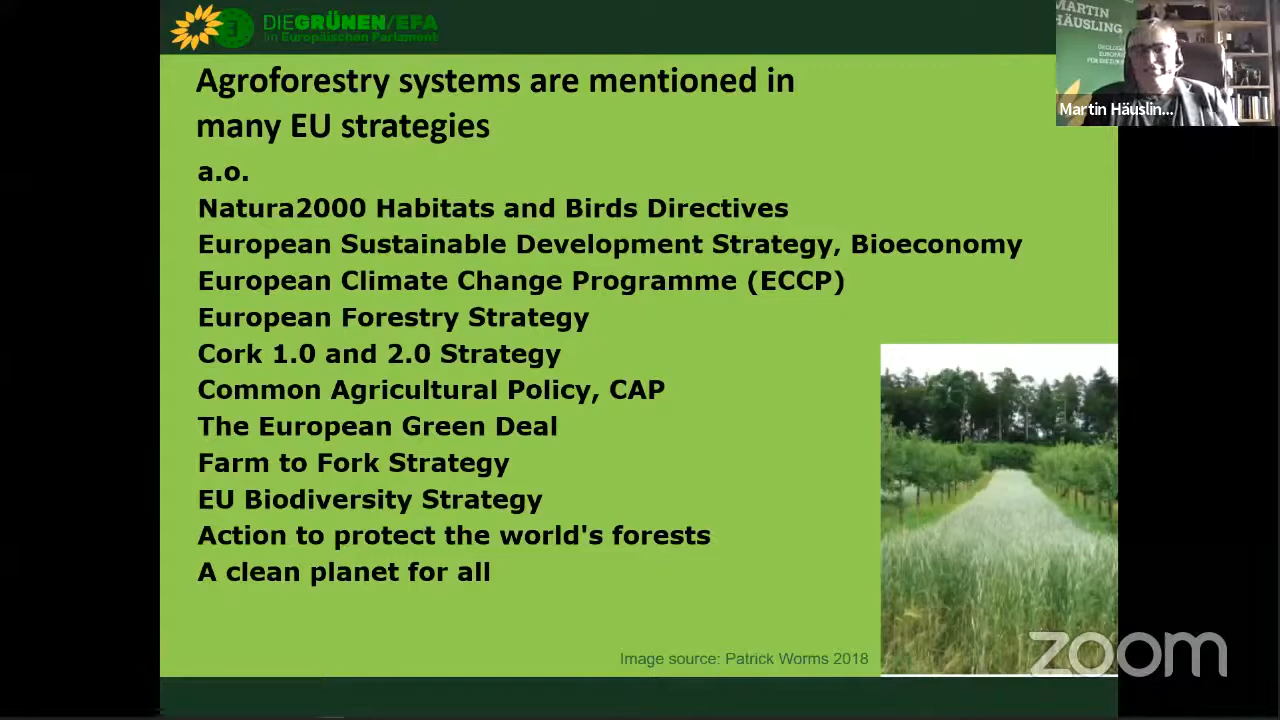 DIEGRÜNEN/EFA
im Europäischen Parlament
MARTIN
HÄUSLING
Martin Häuslin...
Agroforestry systems are mentioned in
many EU strategies
a.o.
Natura2000 Habitats and Birds Directives
European Sustainable Development Strategy, Bioeconomy
European Climate Change Programme (ECCP)
European Forestry Strategy
Cork 1.0 and 2.0 Strategy
Common Agricultural Policy, CAP
The European Green Deal
Farm to Fork Strategy
EU Biodiversity Strategy
Action to protect the world's forests
A clean planet for all
Image source: Patrick Worms 2018
zoom